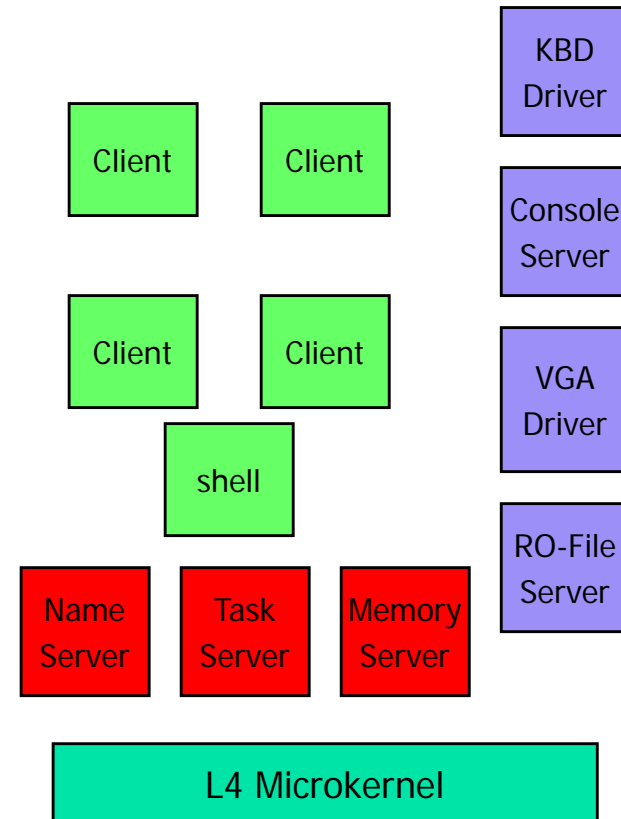 KBD
Driver
Client
Client
Console
Server
Client
Client
VGA
Driver
shell
RO-File
Server
Name
Server
Task
Server
Memory
Server
L4 Microkernel